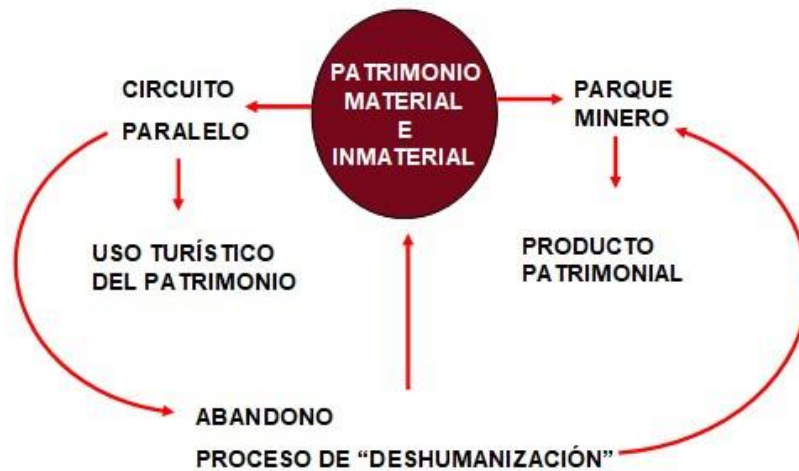 PATRIMONIO
MATERIAL
E
INMATERIAL
CIRCUITO
PARALELO
PARQUE
MINERO
USO TURÍSTICO
DEL PATRIMONIO
PRODUCTO
PATRIMONIAL
ABANDONO
PROCESO DE “DESHUMANIZACIÓN”